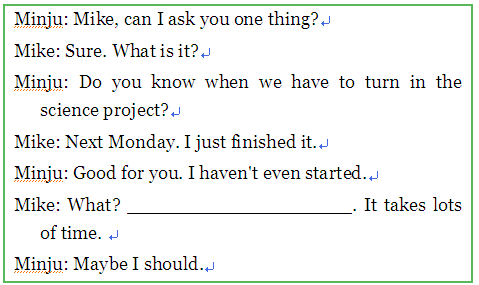 Minju: Mike, can I ask you one thing?
Mike: Sure. What is it?
Minju: Do you know when we have to turn in the
science project?
Mike: Next Monday. I just finished it.
Minju: Good for you. I haven't even started.
Mike: What? ________________________. It takes lots
of time.
Minju: Maybe I should.